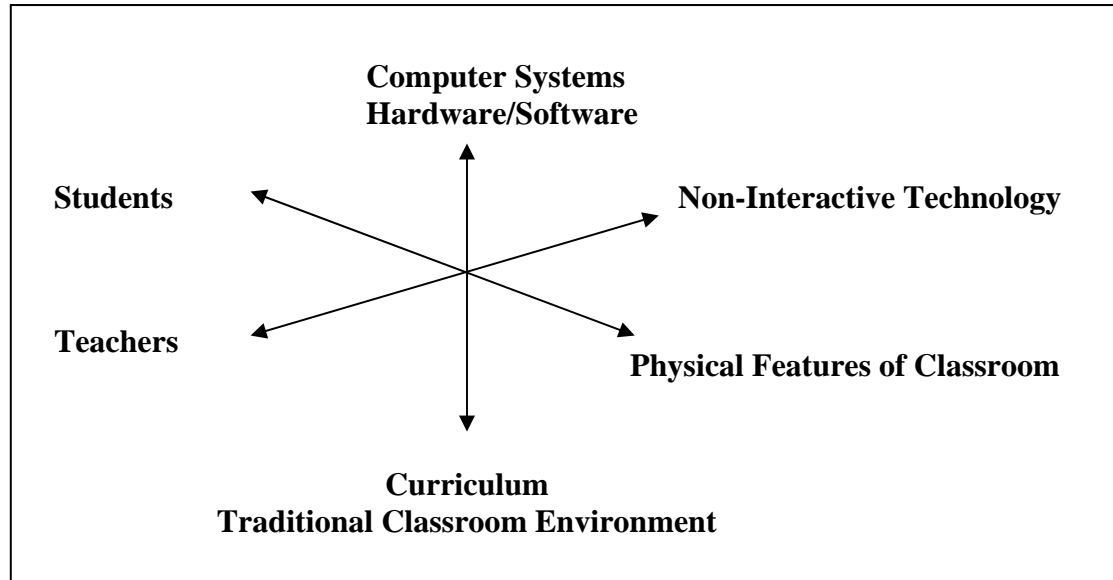 Computer Systems
Hardware/Software
Students
Non-Interactive Technology
Teachers
Physical Features of Classroom
Curriculum
Traditional Classroom Environment